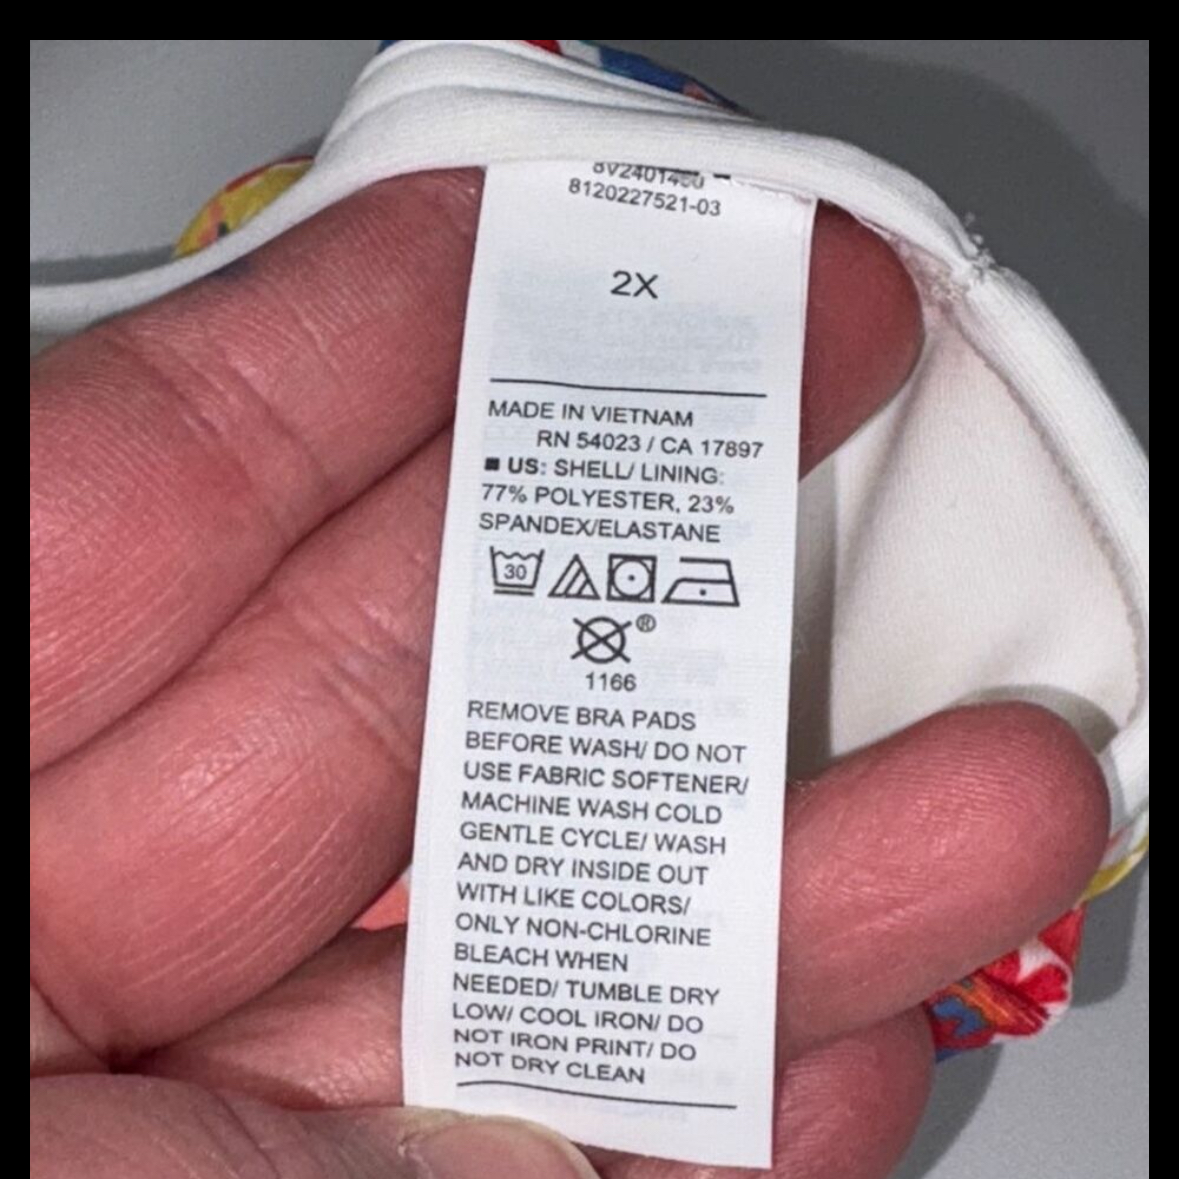 8120227521-03
2X
MADE IN VIETNAM
RN 54023 / CA 17897
US: SHELL/ LINING:
77% POLYESTER, 23%
SPANDEX/ELASTANE
30
®
1166
REMOVE BRA PADS
BEFORE WASH/ DO NOT
USE FABRIC SOFTENER/
MACHINE WASH COLD
GENTLE CYCLE/ WASH
AND DRY INSIDE OUT
WITH LIKE COLORS/
ONLY NON-CHLORINE
BLEACH WHEN
NEEDED/ TUMBLE DRY
LOW/ COOL IRON/ DO
NOT IRON PRINT/ DO
NOT DRY CLEAN